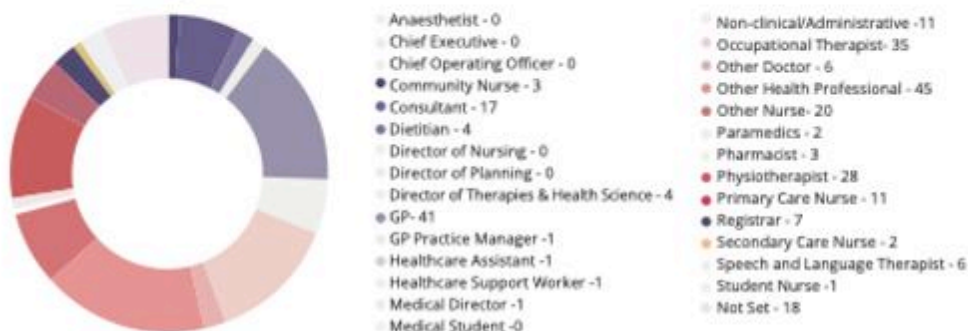 Anaesthetist - 0
Chief Executive - 0
Chief Operating Officer - 0
Community Nurse - 3
Consultant - 17
Dietitian - 4
Director of Nursing - 0
Director of Planning - 0
Director of Therapies & Health Science - 4
GP- 41
GP Practice Manager -1
Healthcare Assistant -1
Healthcare Support Worker -1
Medical Director -1
Medical Student -0
Non-clinical/Administrative -11
Occupational Therapist- 35
Other Doctor - 6
Other Health Professional - 45
Other Nurse- 20
Paramedics - 2
Pharmacist - 3
Physiotherapist - 28
Primary Care Nurse - 11
Registrar - 7
Secondary Care Nurse - 2
Speech and Language Therapist - 6
Student Nurse -1
Not Set - 18